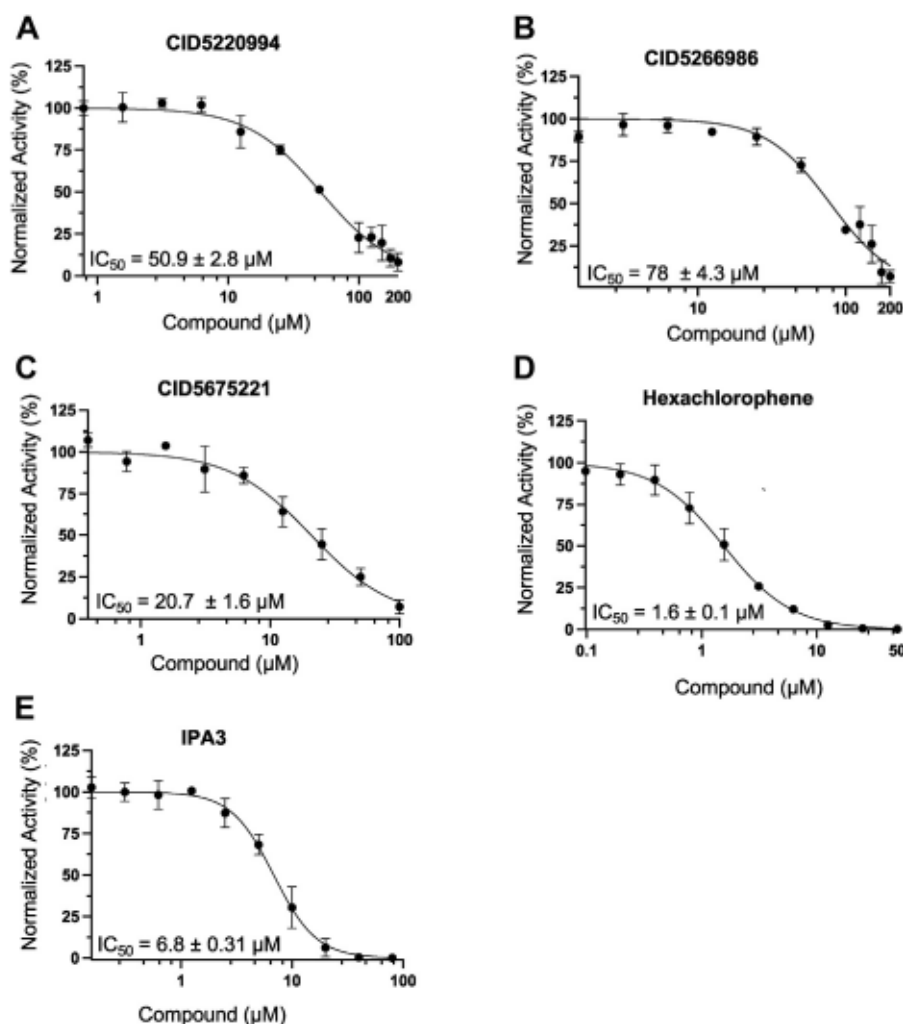 A
CID5220994
Normalized Activity (%)
125
100
75
50
25
0
IC50 = 50.9 ± 2.8 µM
1
10
100
200
Compound (µM)
B
CID5266986
Normalized Activity (%)
125
100
75
50
25
IC50 = 78 ± 4.3 µM
10
100
200
Compound (µM)
C
CID5675221
Normalized Activity (%)
125
100
75
50
25
0
IC50 = 20.7 ± 1.6 µM
1
10
100
Compound (µM)
D
Hexachlorophene
Normalized Activity (%)
125
100
75
50
25
0
IC50 = 1.6 ± 0.1 µM
0.1
1
10
50
Compound (µM)
E
IPA3
Normalized Activity (%)
125
100
75
50
25
0
IC50 = 6.8 ± 0.31 µM
1
10
100
Compound (µM)